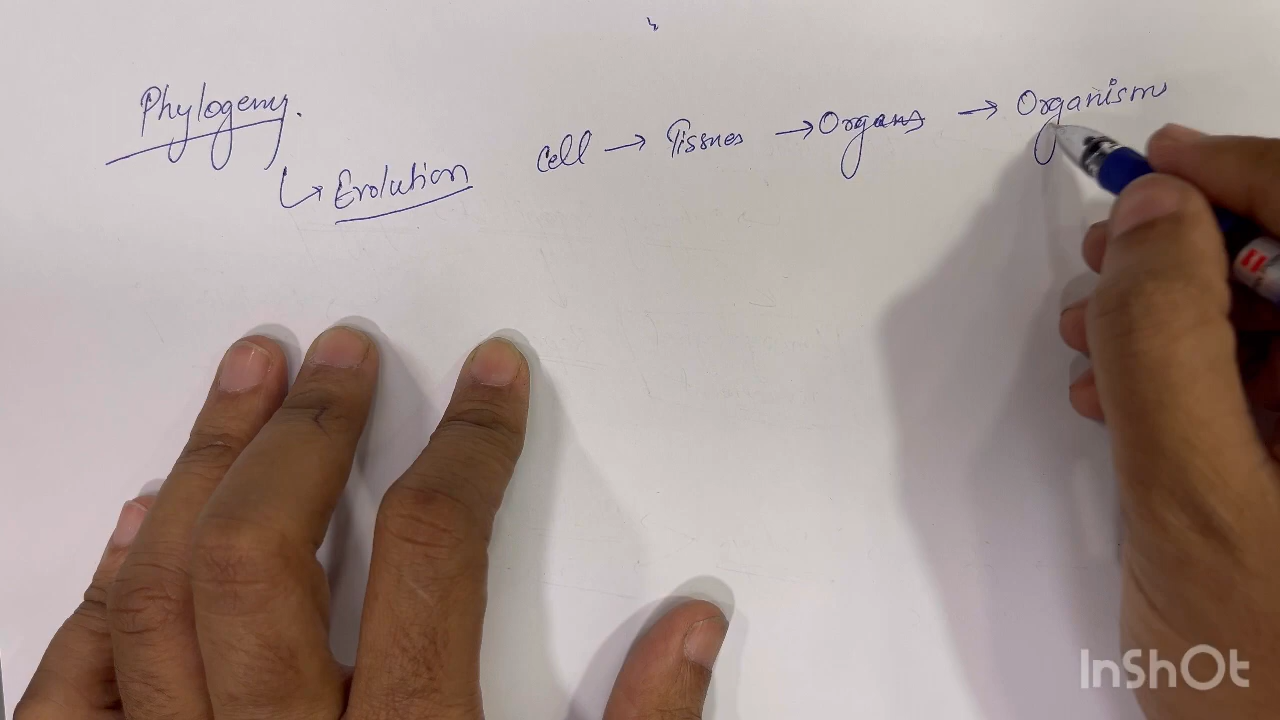 Phylogeny.
↳ Evolution
Cell → Tissues → Organs → Organism
InShOt